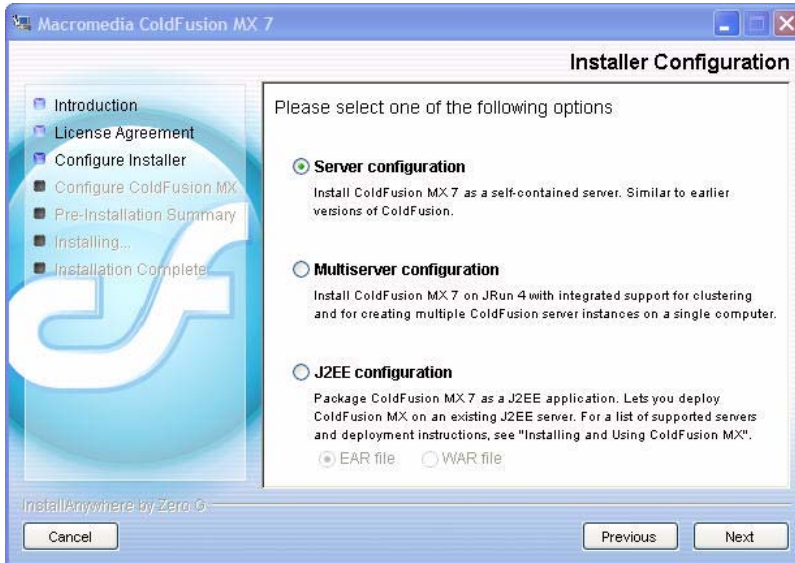 Macromedia ColdFusion MX 7
Installer Configuration
Introduction
License Agreement
Configure Installer
Configure ColdFusion MX
Pre-Installation Summary
Installing...
Installation Complete
Please select one of the following options
Server configuration
Install ColdFusion MX 7 as a self-contained server. Similar to earlier
versions of ColdFusion.
Multiserver configuration
Install ColdFusion MX 7 on JRun 4 with integrated support for clustering
and for creating multiple ColdFusion server instances on a single computer.
J2EE configuration
Package ColdFusion MX 7 as a J2EE application. Lets you deploy
ColdFusion MX on an existing J2EE server. For a list of supported servers
and deployment instructions, see "Installing and Using ColdFusion MX".
EAR file WAR file
InstallAnywhere by Zero G
Cancel Previous Next